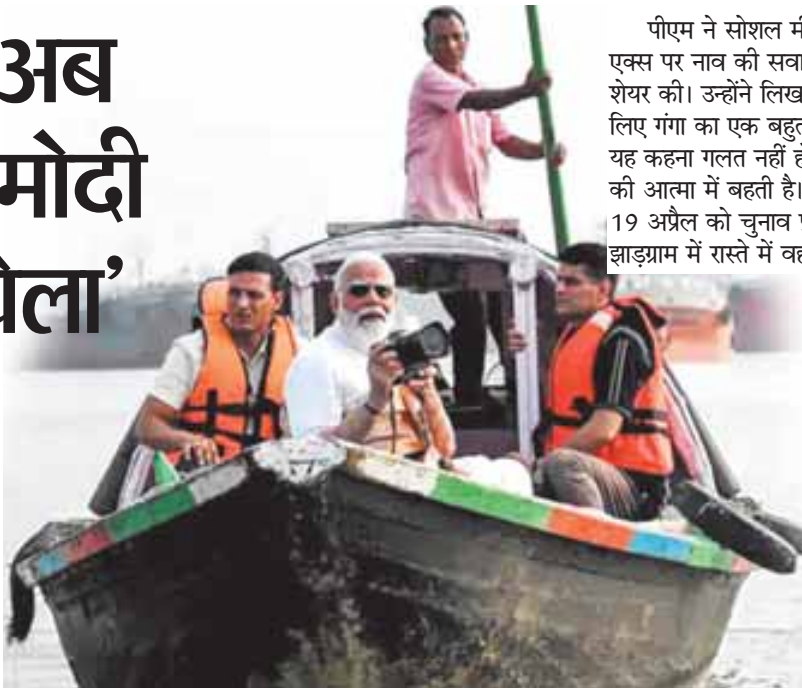 अब
मोदी
पीएम ने सोशल मी
एक्स पर नाव की सवा
शेयर की। उन्होंने लिख
लिए गंगा का एक बहुत
यह कहना गलत नहीं हो
की आत्मा में बहती है।
19 अप्रैल को चुनाव
झाड़ग्राम में रास्ते में वह